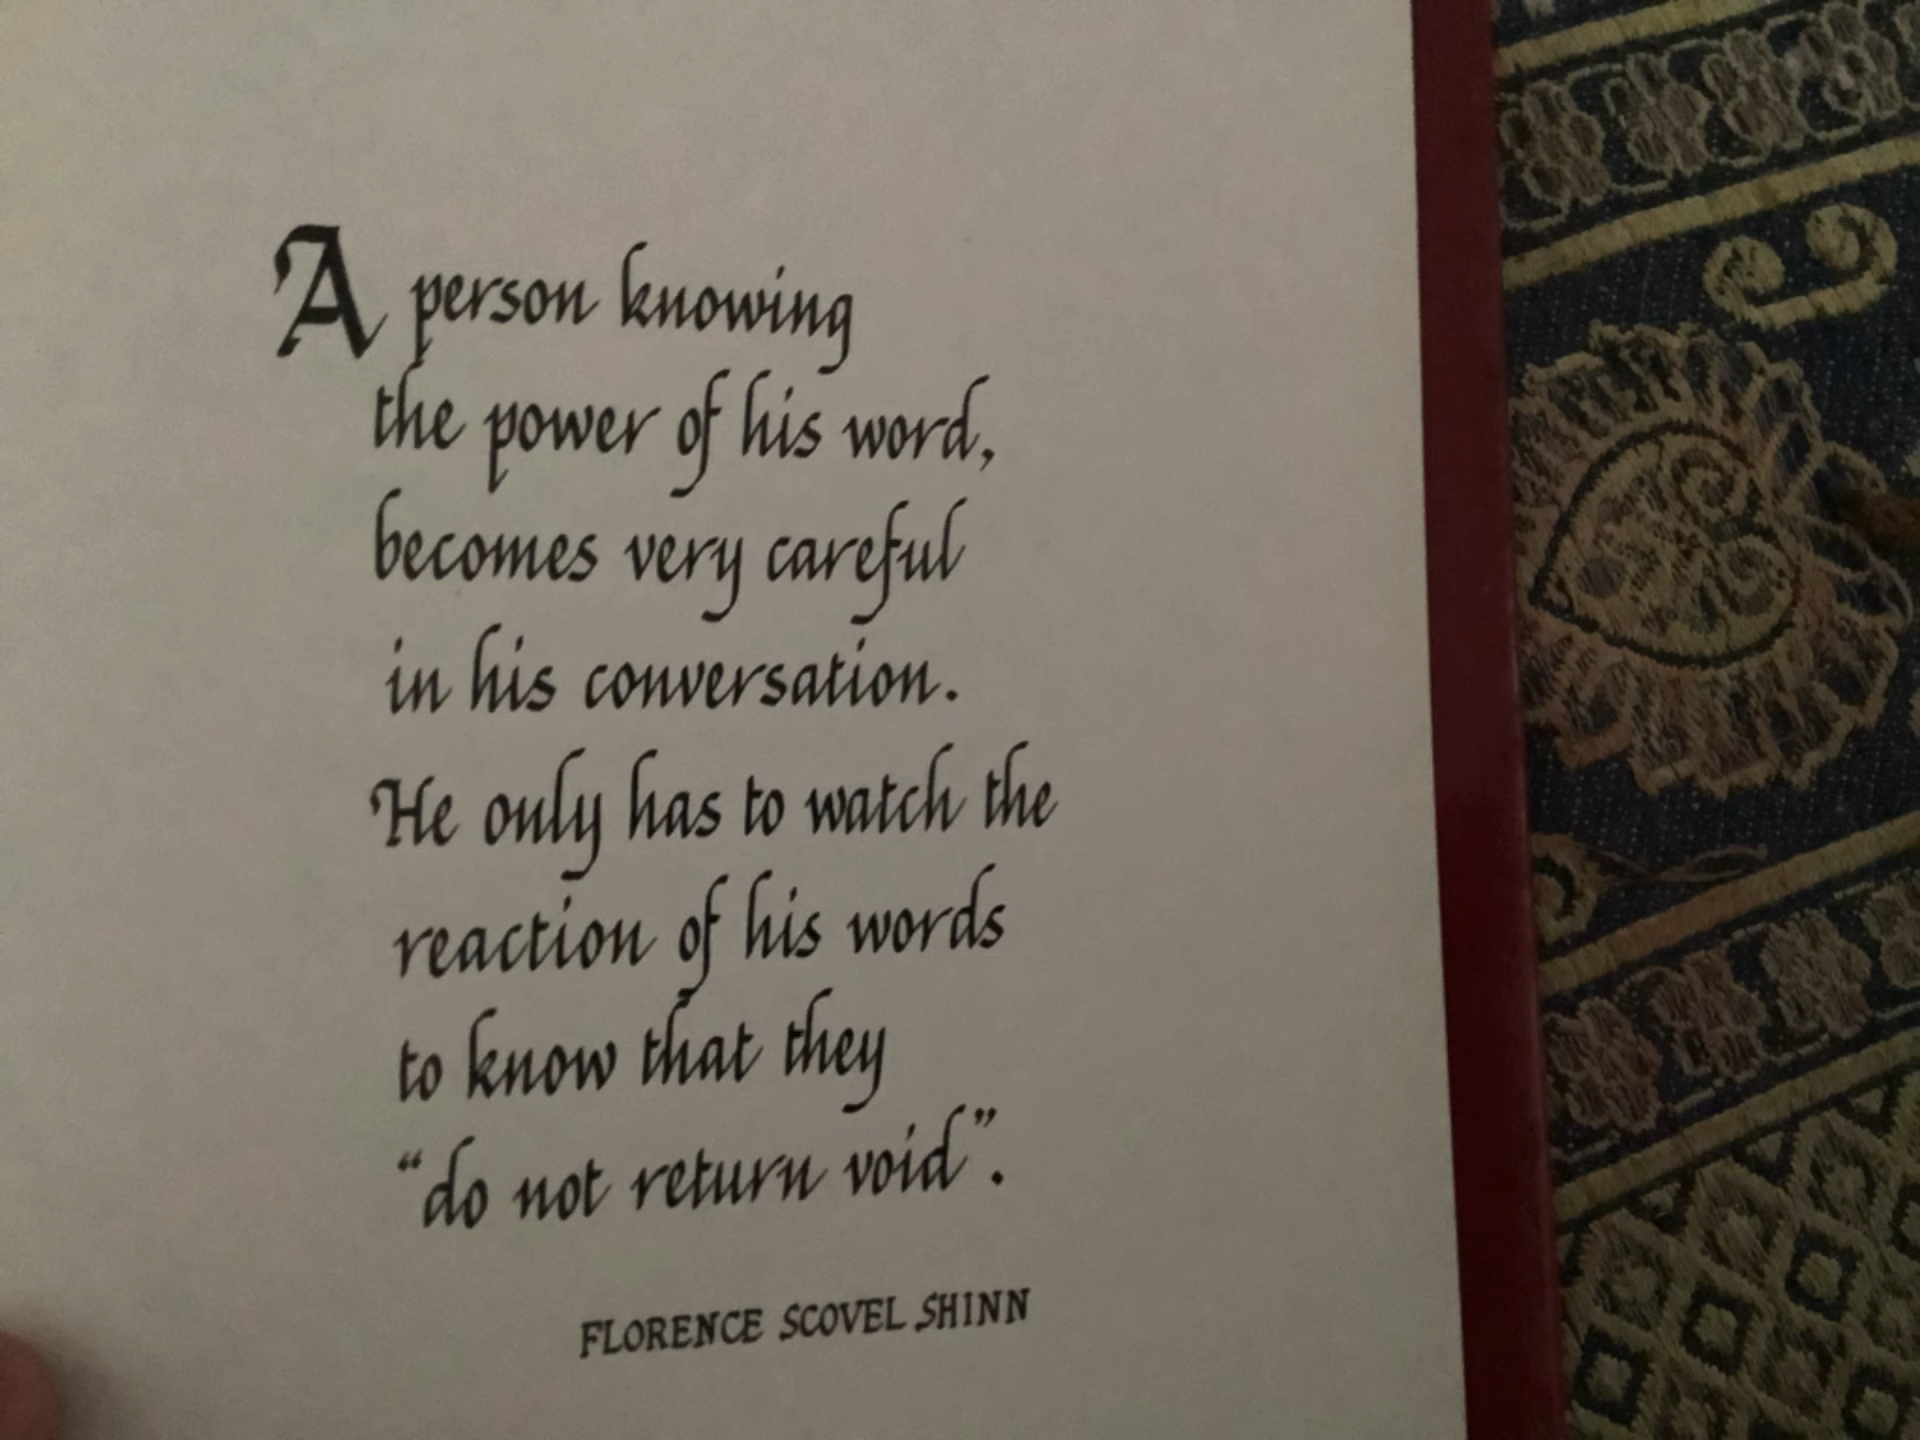 A person knowing
the power of his word,
becomes very careful
in his conversation.
He only has to watch the
reaction of his words
to know that they
“do not return void”.
FLORENCE SCOVEL SHINN